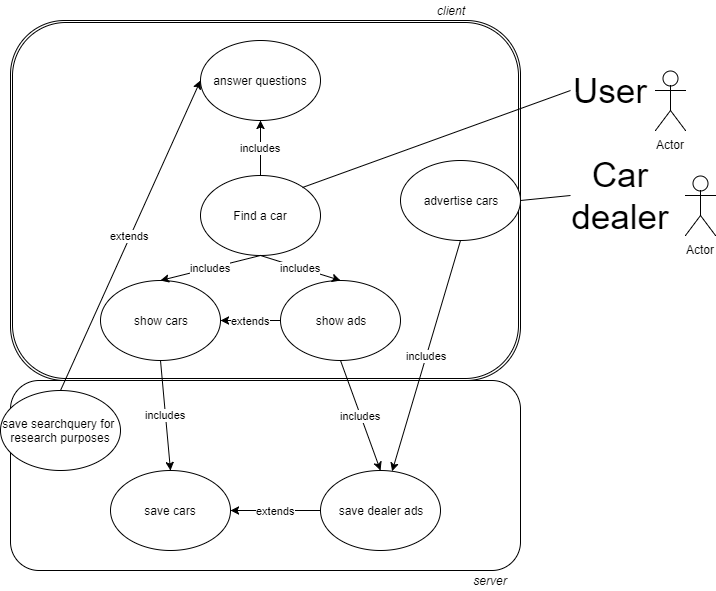 client
answer questions
User
Actor
includes
Car
dealer
Actor
advertise cars
Find a car
extends
includes
includes
show cars
extends
show ads
includes
includes
includes
save searchquery for
research purposes
save cars
extends
save dealer ads
server